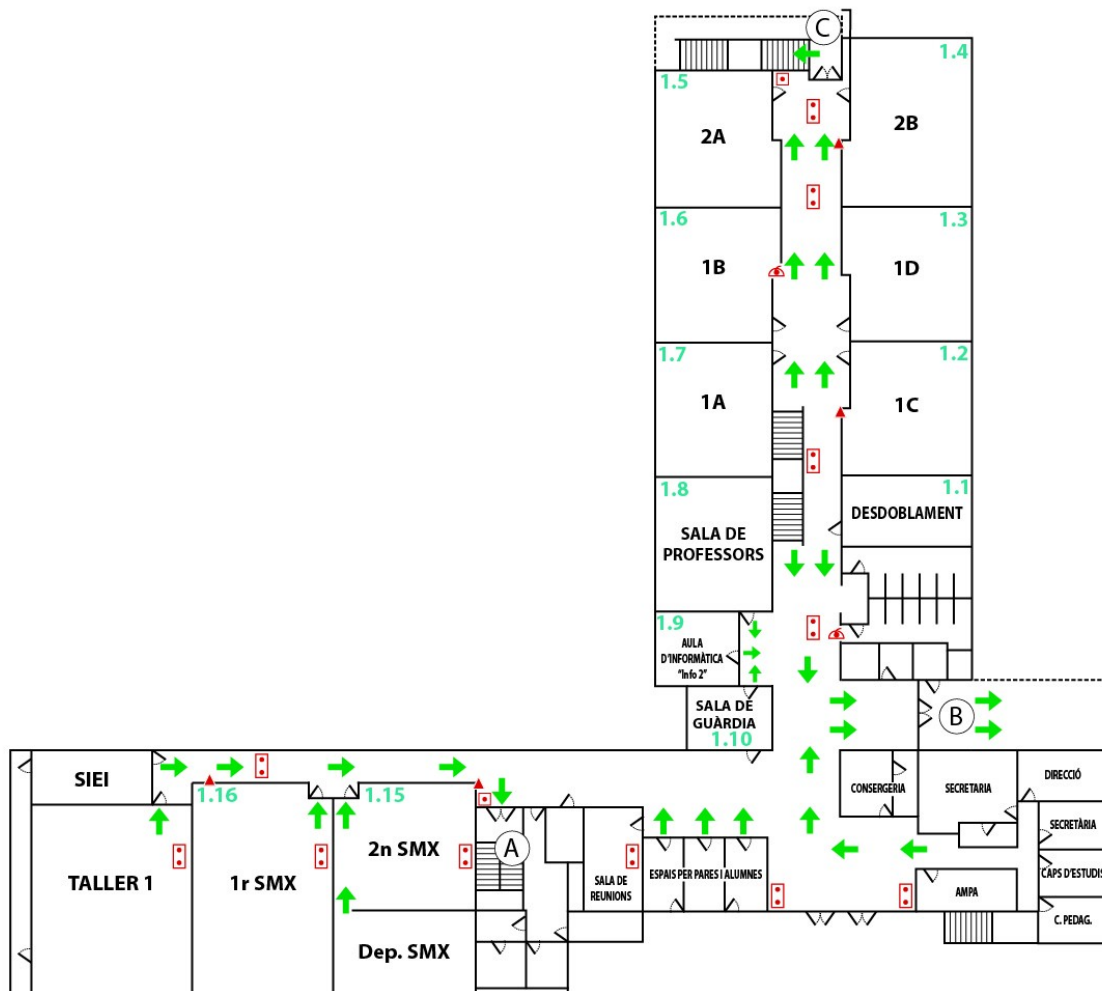 C
1.4
1.5
2A
2B
1.6
1.3
1B
1D
1.7
1.2
1A
1C
1.8
1.1
SALA DE
PROFESSORS
DESDOBLAMENT
1.9
AULA
D'INFORMÀTICA
"Info 2"
SALA DE
GUÀRDIA
1.10
B
SIEI
1.16
1.15
CONSERGERIA
SECRETARIA
DIRECCIÓ
SECRETÀRIA
2n SMX
A
TALLER 1
1r SMX
SALA DE
REUNIONS
ESPAIS PER PARES I ALUMNES
AMPA
CAPS D'ESTUDIS
C. PEDAG.
Dep. SMX